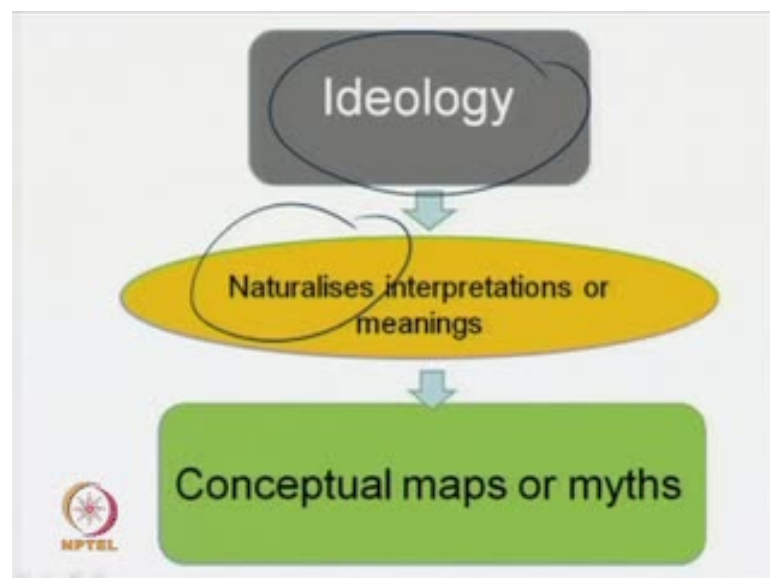 Ideology
Naturalises interpretations or
meanings
Conceptual maps or myths
NPTEL